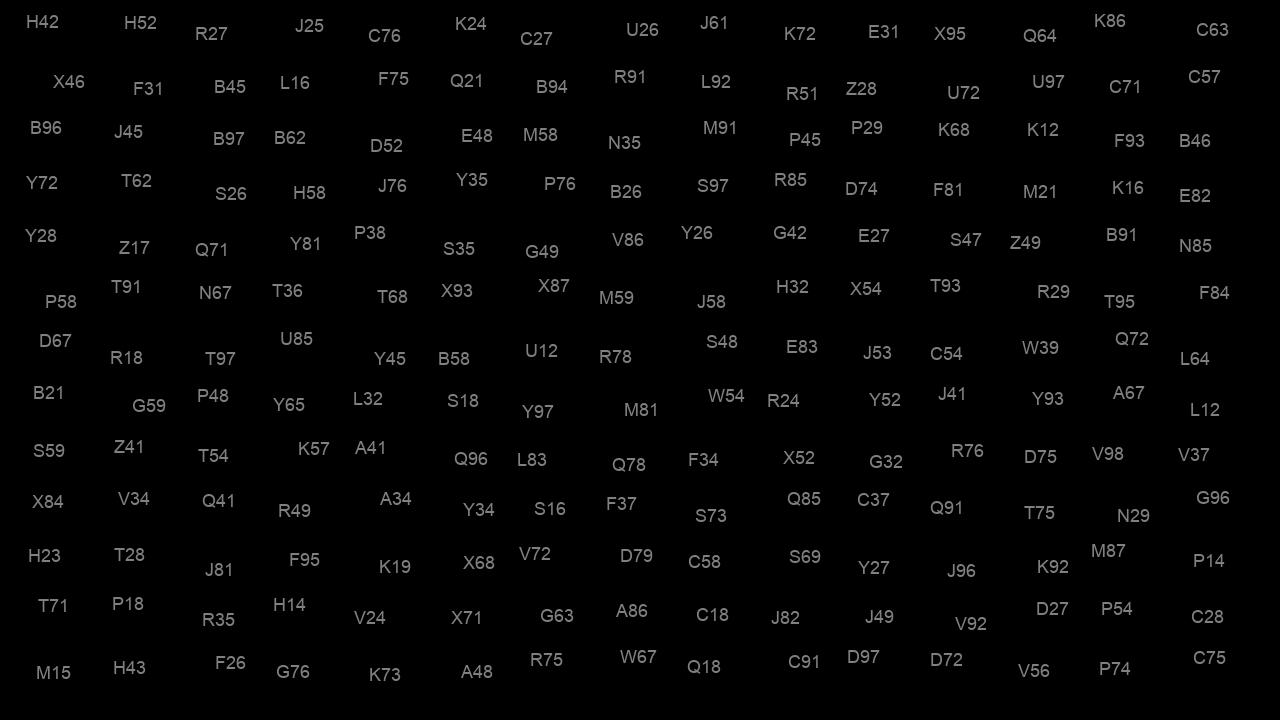 H42 H52 R27 J25 C76 K24 C27 U26 J61 K72 E31 X95 Q64 K86 C63
X46 F31 B45 L16 F75 Q21 B94 R91 L92 R51 Z28 U72 U97 C71 C57
B96 J45 B97 B62 D52 E48 M58 N35 M91 P45 P29 K68 K12 F93 B46
Y72 T62 S26 H58 J76 Y35 P76 B26 S97 R85 D74 F81 M21 K16 E82
Y28 Z17 Q71 Y81 P38 S35 G49 V86 Y26 G42 E27 S47 Z49 B91 N85
P58 T91 N67 T36 T68 X93 X87 M59 J58 H32 X54 T93 R29 T95 F84
D67 R18 T97 U85 Y45 B58 U12 R78 S48 E83 J53 C54 W39 Q72 L64
B21 G59 P48 Y65 L32 S18 Y97 M81 W54 R24 Y52 J41 Y93 A67 L12
S59 Z41 T54 K57 A41 Q96 L83 Q78 F34 X52 G32 R76 D75 V98 V37
X84 V34 Q41 R49 A34 Y34 S16 F37 S73 Q85 C37 Q91 T75 N29 G96
H23 T28 J81 F95 K19 X68 V72 D79 C58 S69 Y27 J96 K92 M87 P14
T71 P18 R35 H14 V24 X71 G63 A86 C18 J82 J49 V92 D27 P54 C28
M15 H43 F26 G76 K73 A48 R75 W67 Q18 C91 D97 D72 V56 P74 C75